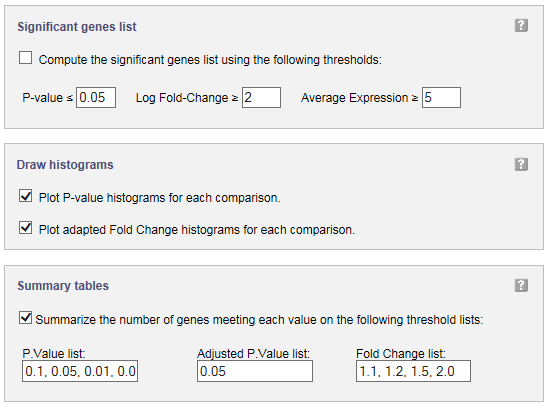 Significant genes list ?
Compute the significant genes list using the following thresholds:
P-value ≤ 0.05 Log Fold-Change ≥ 2 Average Expression ≥ 5
Draw histograms ?
Plot P-value histograms for each comparison.
Plot adapted Fold Change histograms for each comparison.
Summary tables ?
Summarize the number of genes meeting each value on the following threshold lists:
P.Value list: Adjusted P.Value list: Fold Change list:
0.1, 0.05, 0.01, 0.0 0.05 1.1, 1.2, 1.5, 2.0